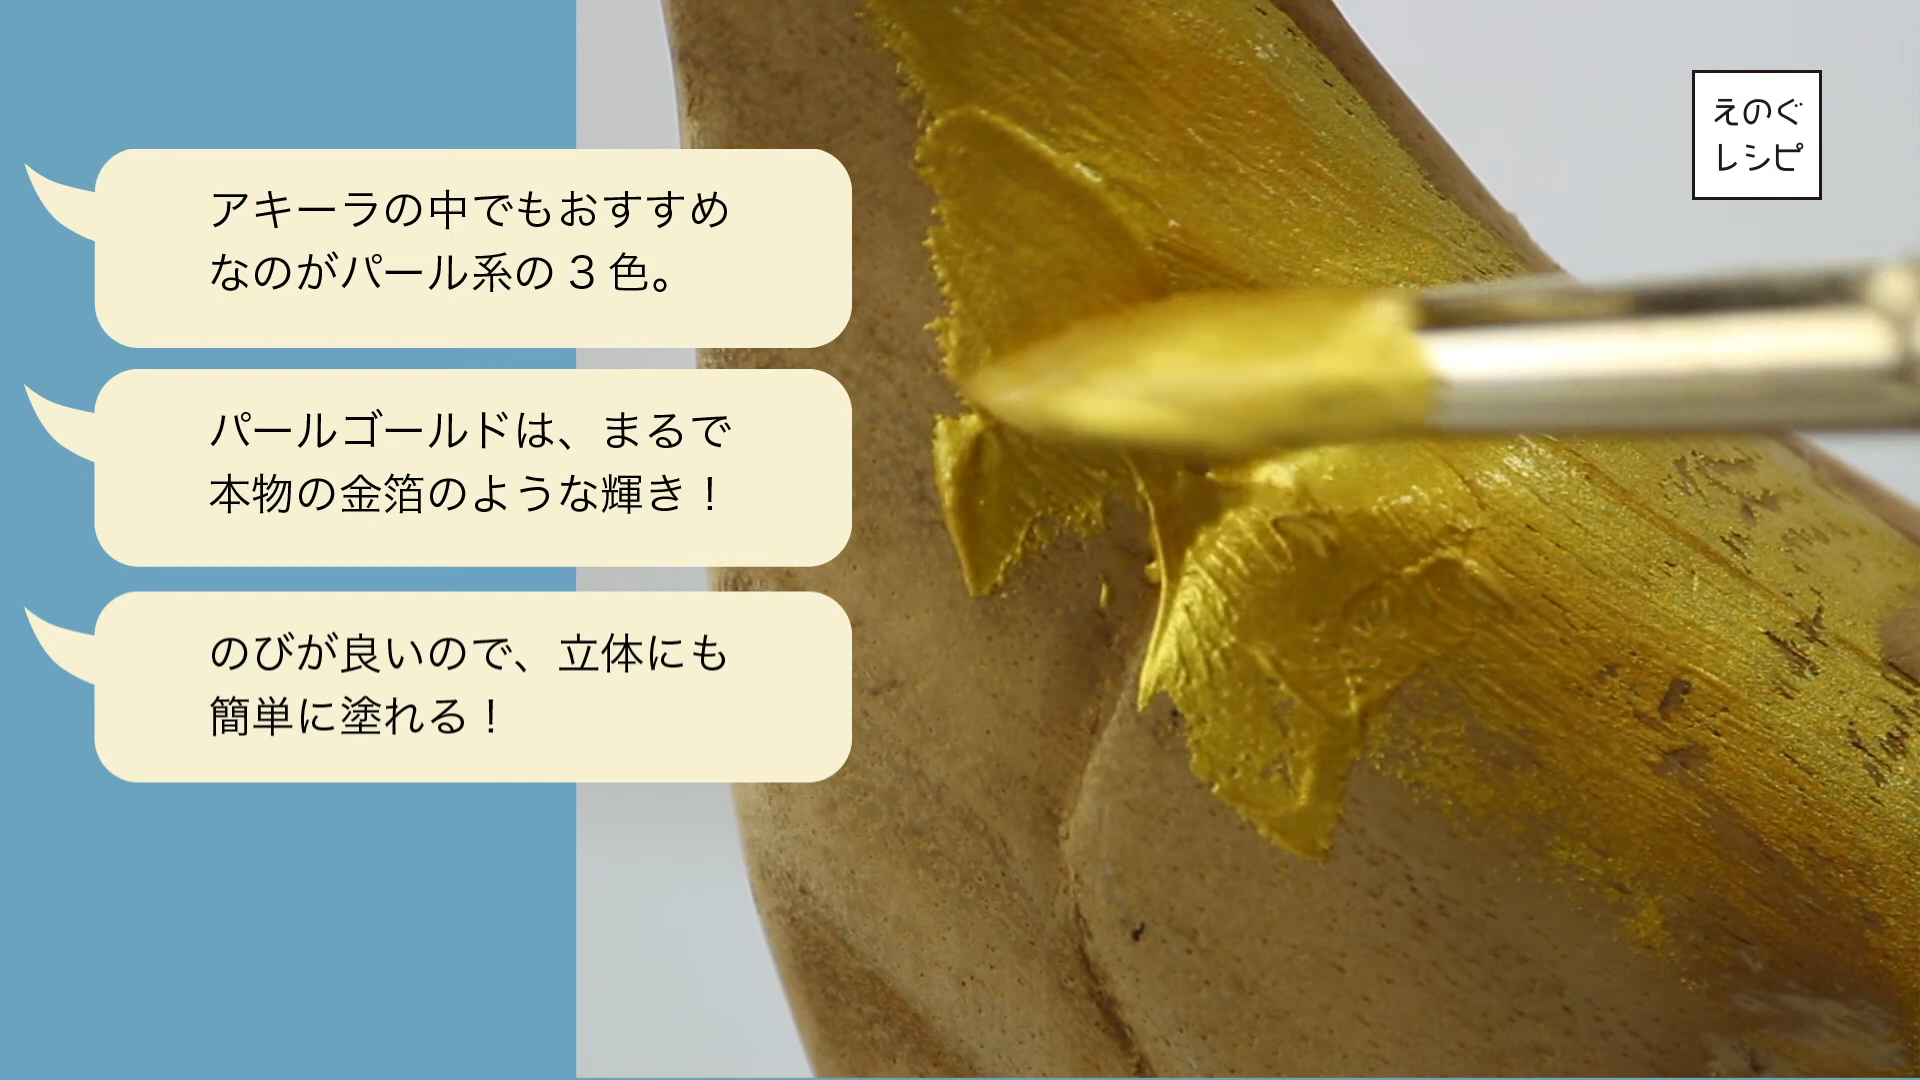 アキーラの中でもおすすめ
なのがパール系の３色。
パールゴールドは、まるで
本物の金箔のような輝き！
のびが良いので、立体にも
簡単に塗れる！
えのぐ
レシピ